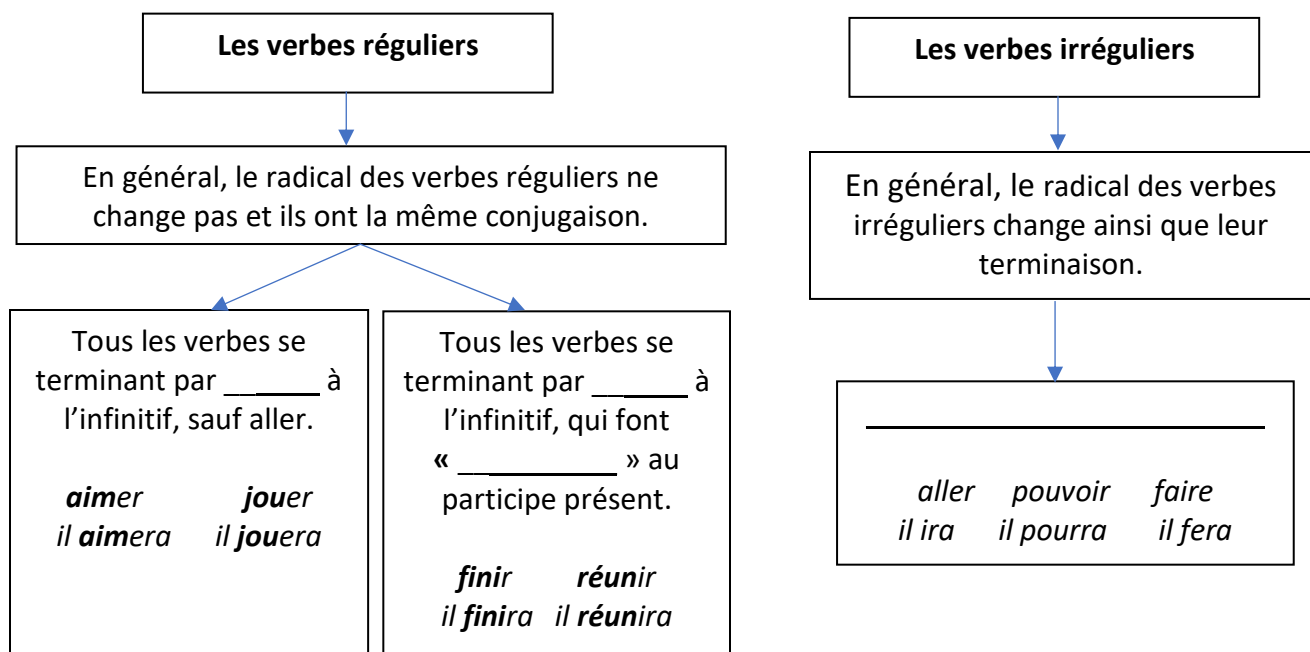 Les verbes réguliers
En général, le radical des verbes réguliers ne
change pas et ils ont la même conjugaison.
Tous les verbes se
terminant par ________ à
l’infinitif, sauf aller.
aimer jouer
il aimera il jouera
Tous les verbes se
terminant par ________ à
l’infinitif, qui font
« ____________ » au
participe présent.
finir réunir
il finira il réunira
Les verbes irréguliers
En général, le radical des verbes
irréguliers change ainsi que leur
terminaison.
______________________________
aller pouvoir faire
il ira il pourra il fera